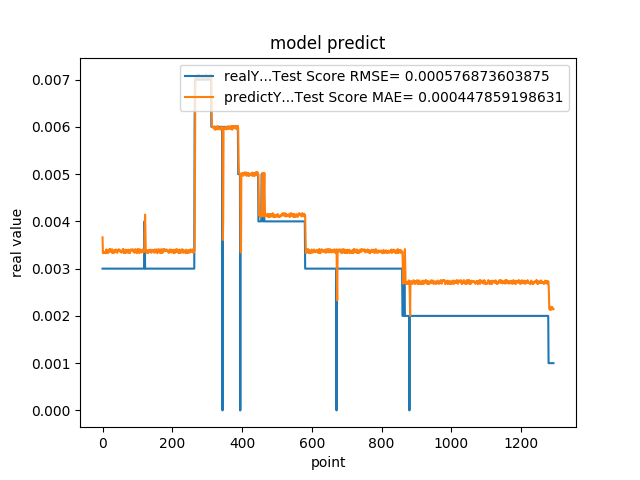 model predict
realY...Test Score RMSE= 0.000576873603875
predictY...Test Score MAE= 0.000447859198631
real value
0.007
0.006
0.005
0.004
0.003
0.002
0.001
0.000
0 200 400 600 800 1000 1200
point